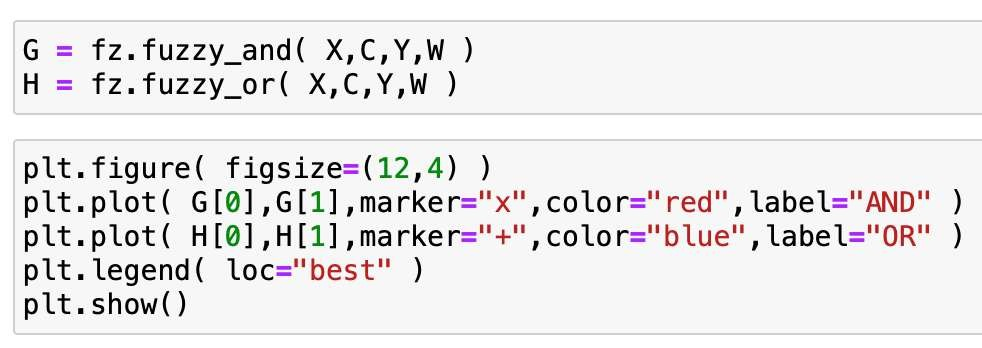 G = fz.fuzzy_and( X,C,Y,W )
H = fz.fuzzy_or( X,C,Y,W )
plt.figure( figsize=(12,4) )
plt.plot( G[0],G[1],marker="x",color="red",label="AND" )
plt.plot( H[0],H[1],marker="+",color="blue",label="OR" )
plt.legend( loc="best" )
plt.show()